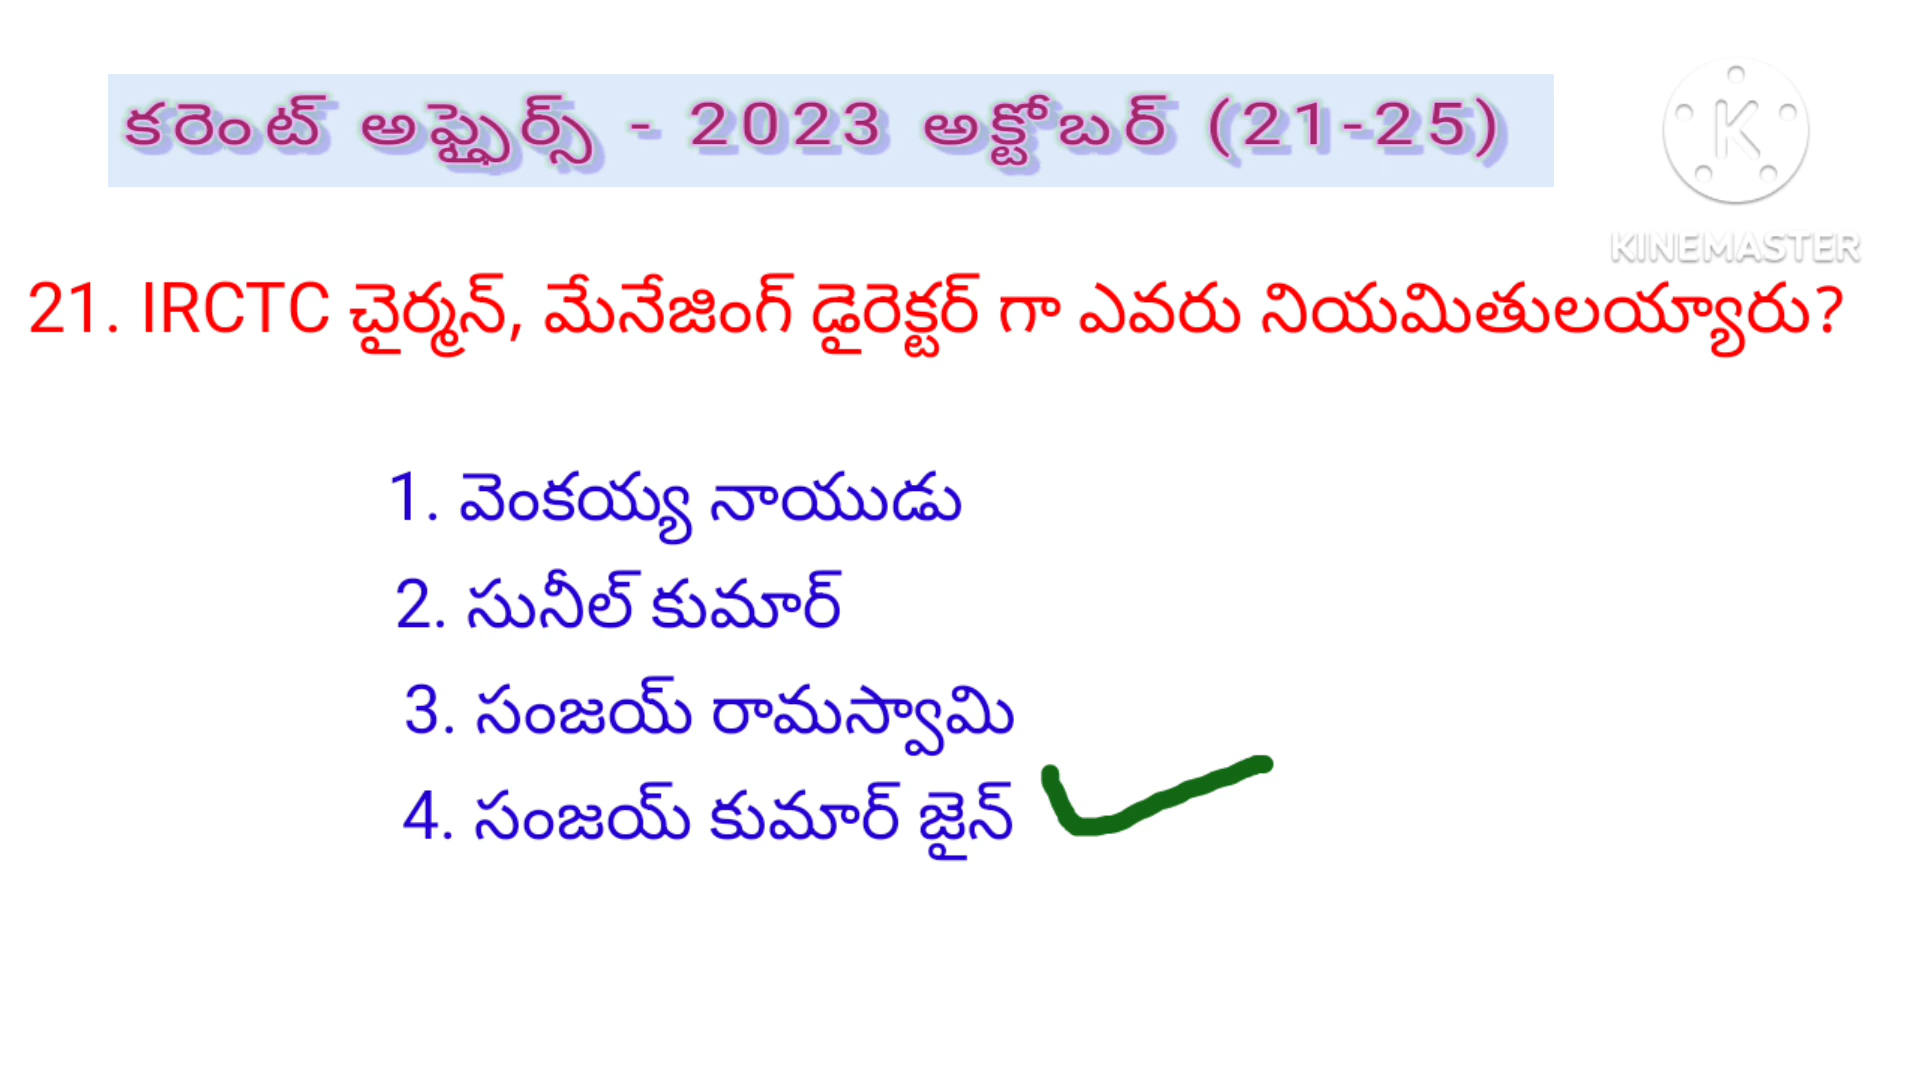 కరెంట్ అఫ్ఫైర్స్ - 2023 అక్టోబర్ (21-25)
K
KINEMASTER
21. IRCTC చైర్మన్, మేనేజింగ్ డైరెక్టర్ గా ఎవరు నియమితులయ్యారు?
1. వెంకయ్య నాయుడు
2. సునీల్ కుమార్
3. సంజయ్ రామస్వామి
4. సంజయ్ కుమార్ జైన్